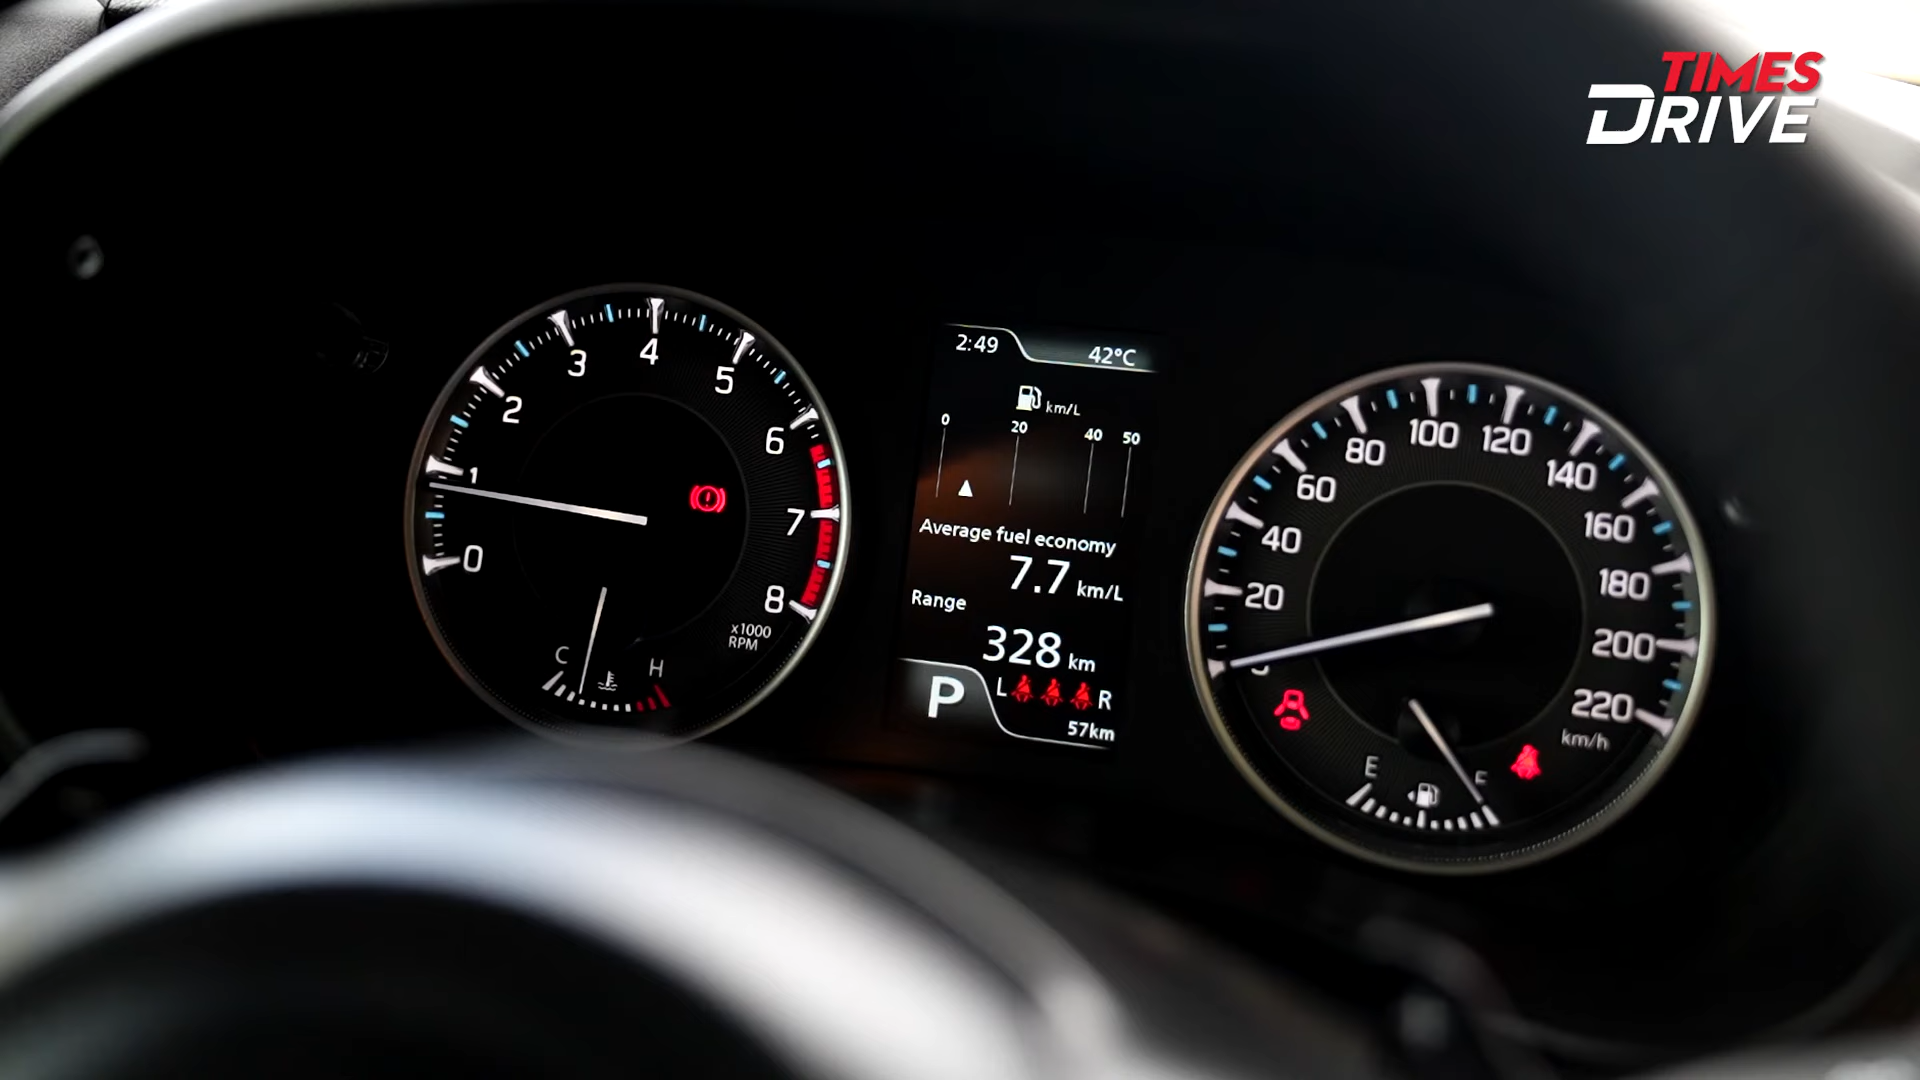 TIMES
DRIVE
0
1
2
3
4
5
6
7
8
x1000
RPM
C
H
2:49 42°C
km/L
0 20 40 50
Average fuel economy
7.7 km/L
Range
328 km
P
L R
57km
20
40
60
80
100
120
140
160
180
200
220
km/h
E
F